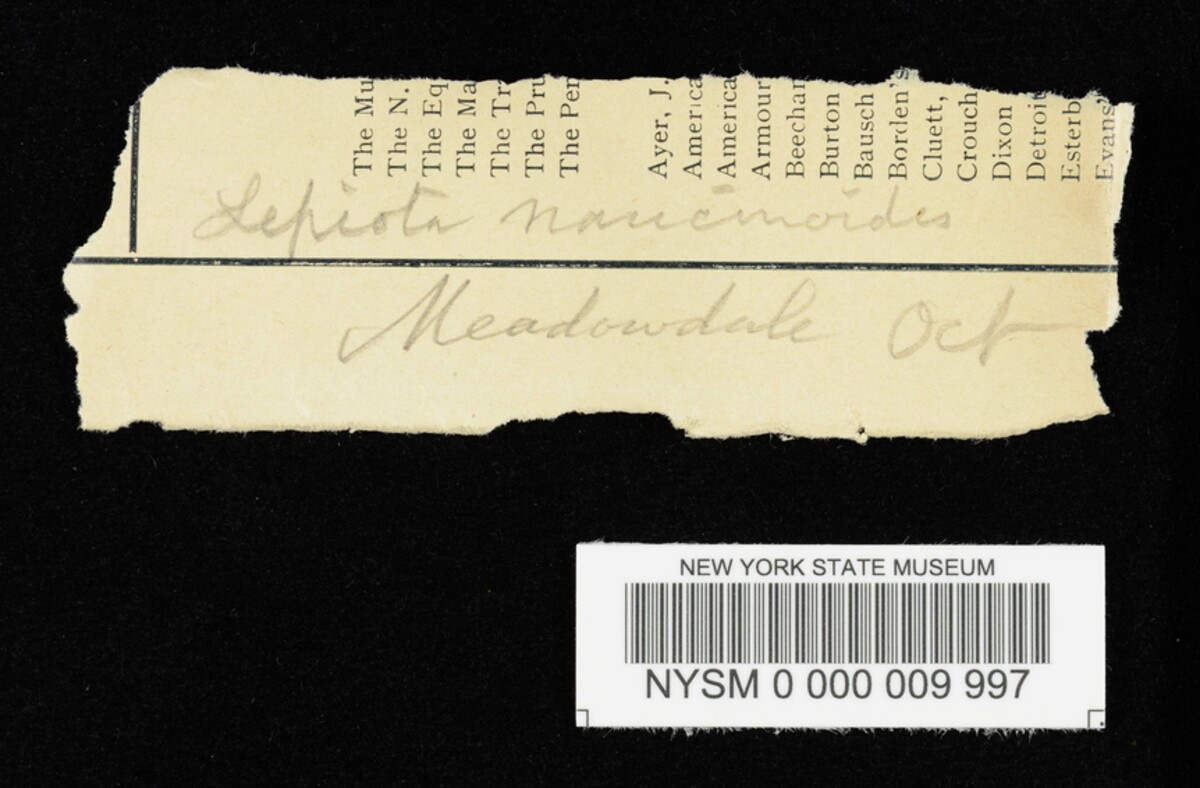 The Mu
The N.
The Eq
The Ma
The Tr
The Pru
The Pen
Ayer, J.
America
America
Armour
Beecham
Burton
Bausch
Borden's
Cluett,
Crouch
Dixon
Detroit
Esterb
Evans'
Lepiota naucinoides
Meadowdale Oct
NEW YORK STATE MUSEUM
NYSM 0 000 009 997